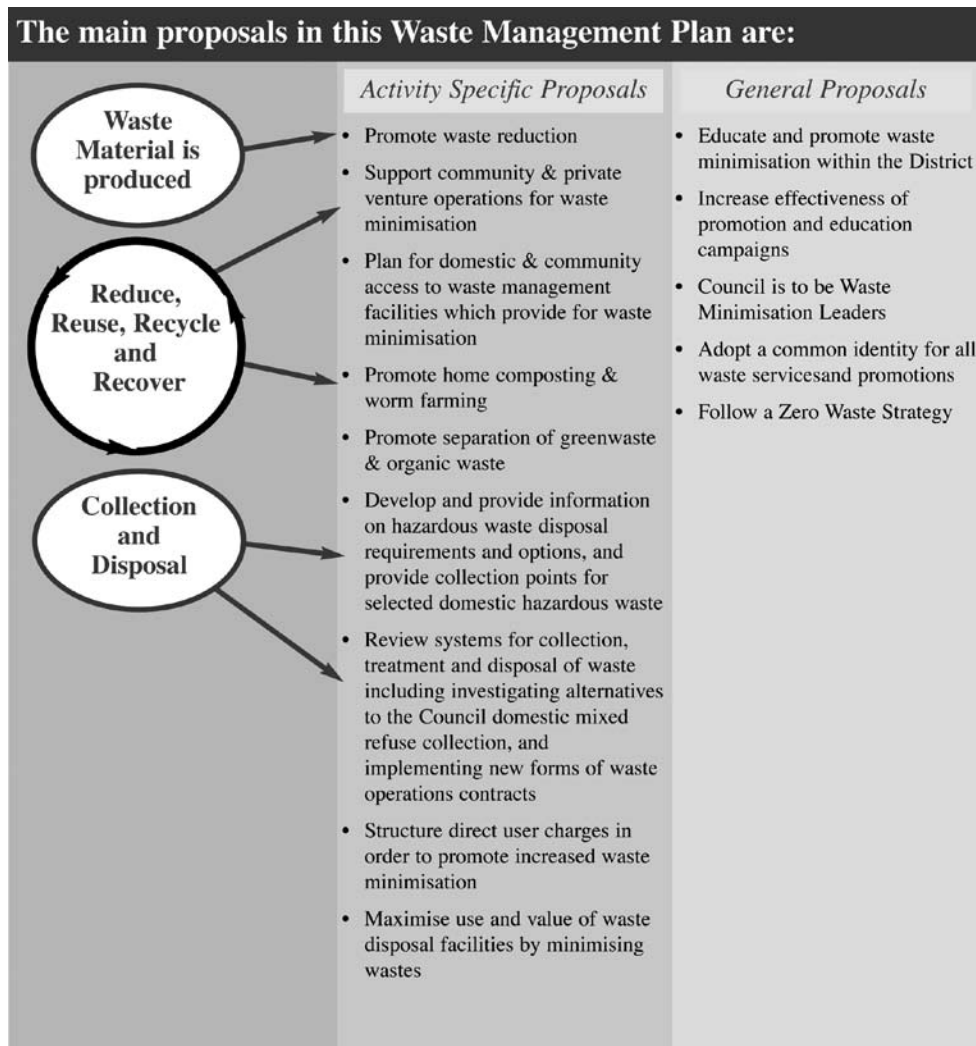 The main proposals in this Waste Management Plan are:
Waste
Material is
produced
Reduce,
Reuse, Recycle
and
Recover
Collection
and
Disposal
Activity Specific Proposals
• Promote waste reduction
• Support community & private
venture operations for waste
minimisation
• Plan for domestic & community
access to waste management
facilities which provide for waste
minimisation
• Promote home composting &
worm farming
• Promote separation of greenwaste
& organic waste
• Develop and provide information
on hazardous waste disposal
requirements and options, and
provide collection points for
selected domestic hazardous waste
• Review systems for collection,
treatment and disposal of waste
including investigating alternatives
to the Council domestic mixed
refuse collection, and
implementing new forms of waste
operations contracts
• Structure direct user charges in
order to promote increased waste
minimisation
• Maximise use and value of waste
disposal facilities by minimising
wastes
General Proposals
• Educate and promote waste
minimisation within the District
• Increase effectiveness of
promotion and education
campaigns
• Council is to be Waste
Minimisation Leaders
• Adopt a common identity for all
waste servicesand promotions
• Follow a Zero Waste Strategy